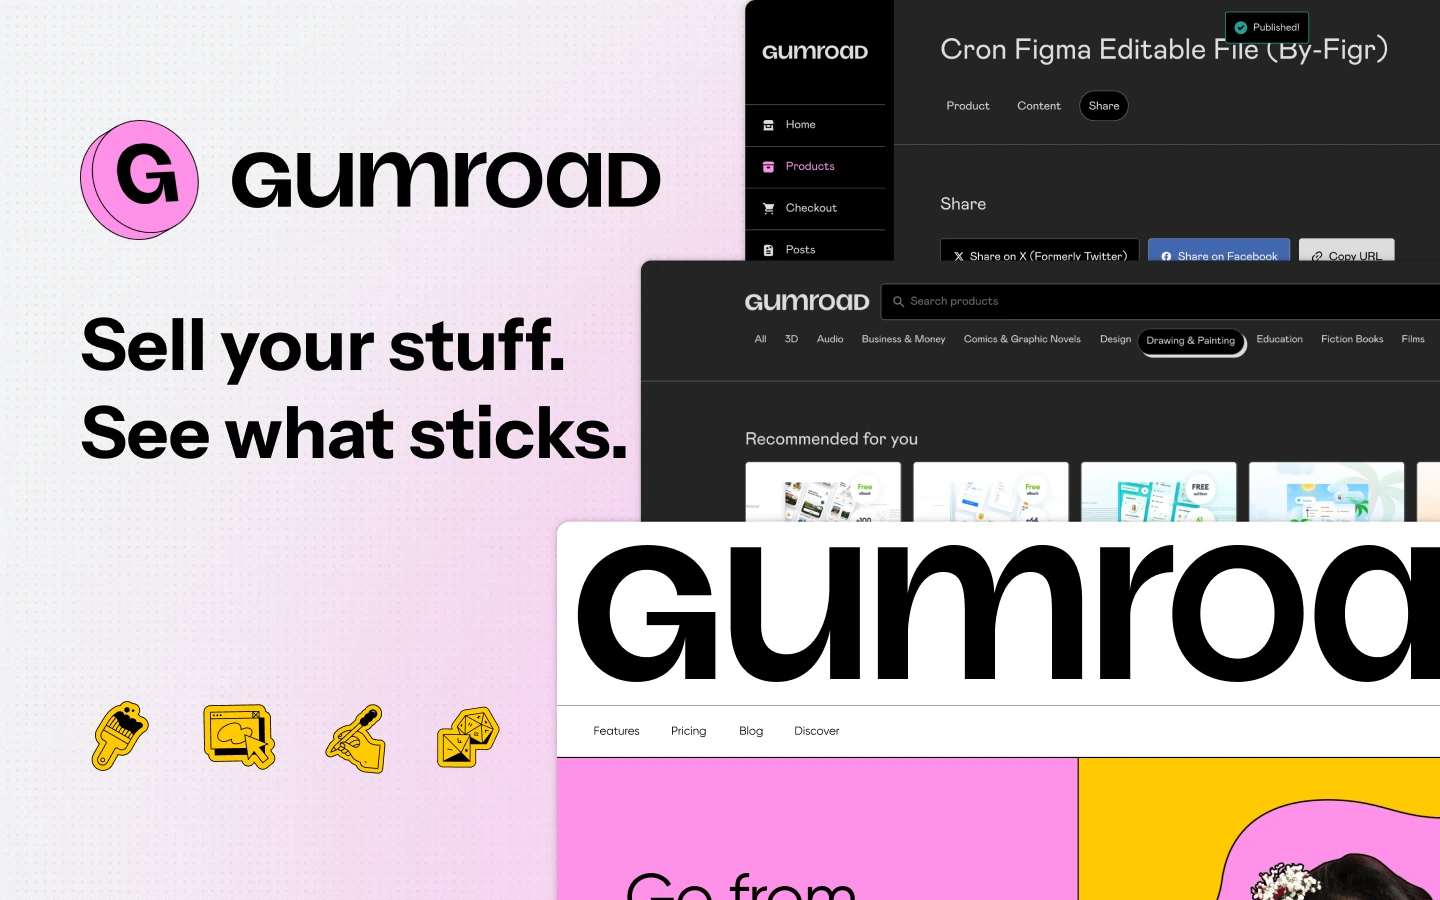 G GUMROAD
Sell your stuff.
See what sticks.
GUMROAD
Home
Products
Checkout
Posts
Published!
Cron Figma Editable File (By-Figr)
Product Content Share
Share
Share on X (Formerly Twitter) Share on Facebook Copy URL
GUMROAD Search products
All 3D Audio Business & Money Comics & Graphic Novels Design Drawing & Painting Education Fiction Books Films
Recommended for you
Free
eBook
FREE
edition
Gumroa
Features Pricing Blog Discover
Go from